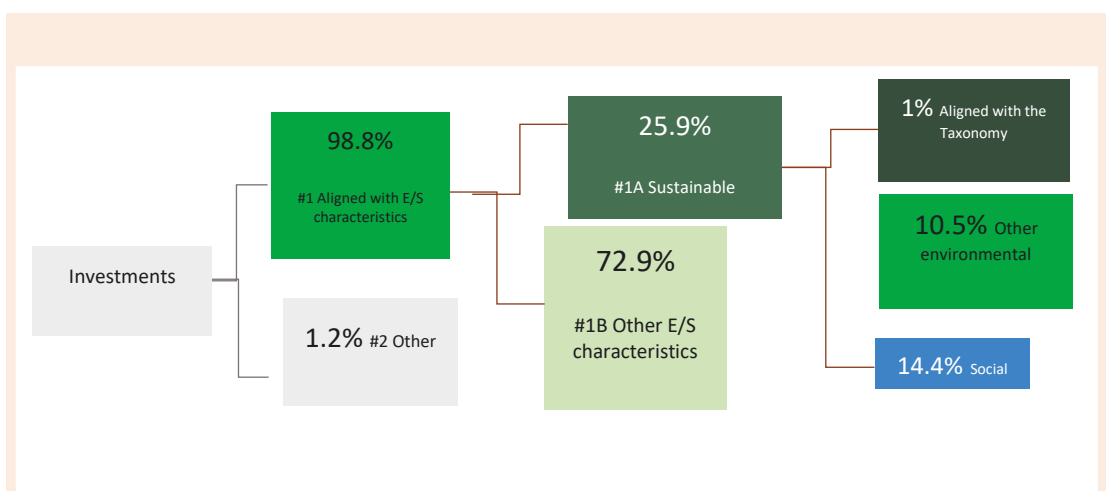 Investments
98.8%
#1 Aligned with E/S
characteristics
1.2% #2 Other
25.9%
#1A Sustainable
72.9%
#1B Other E/S
characteristics
1% Aligned with the
Taxonomy
10.5% Other
environmental
14.4% Social